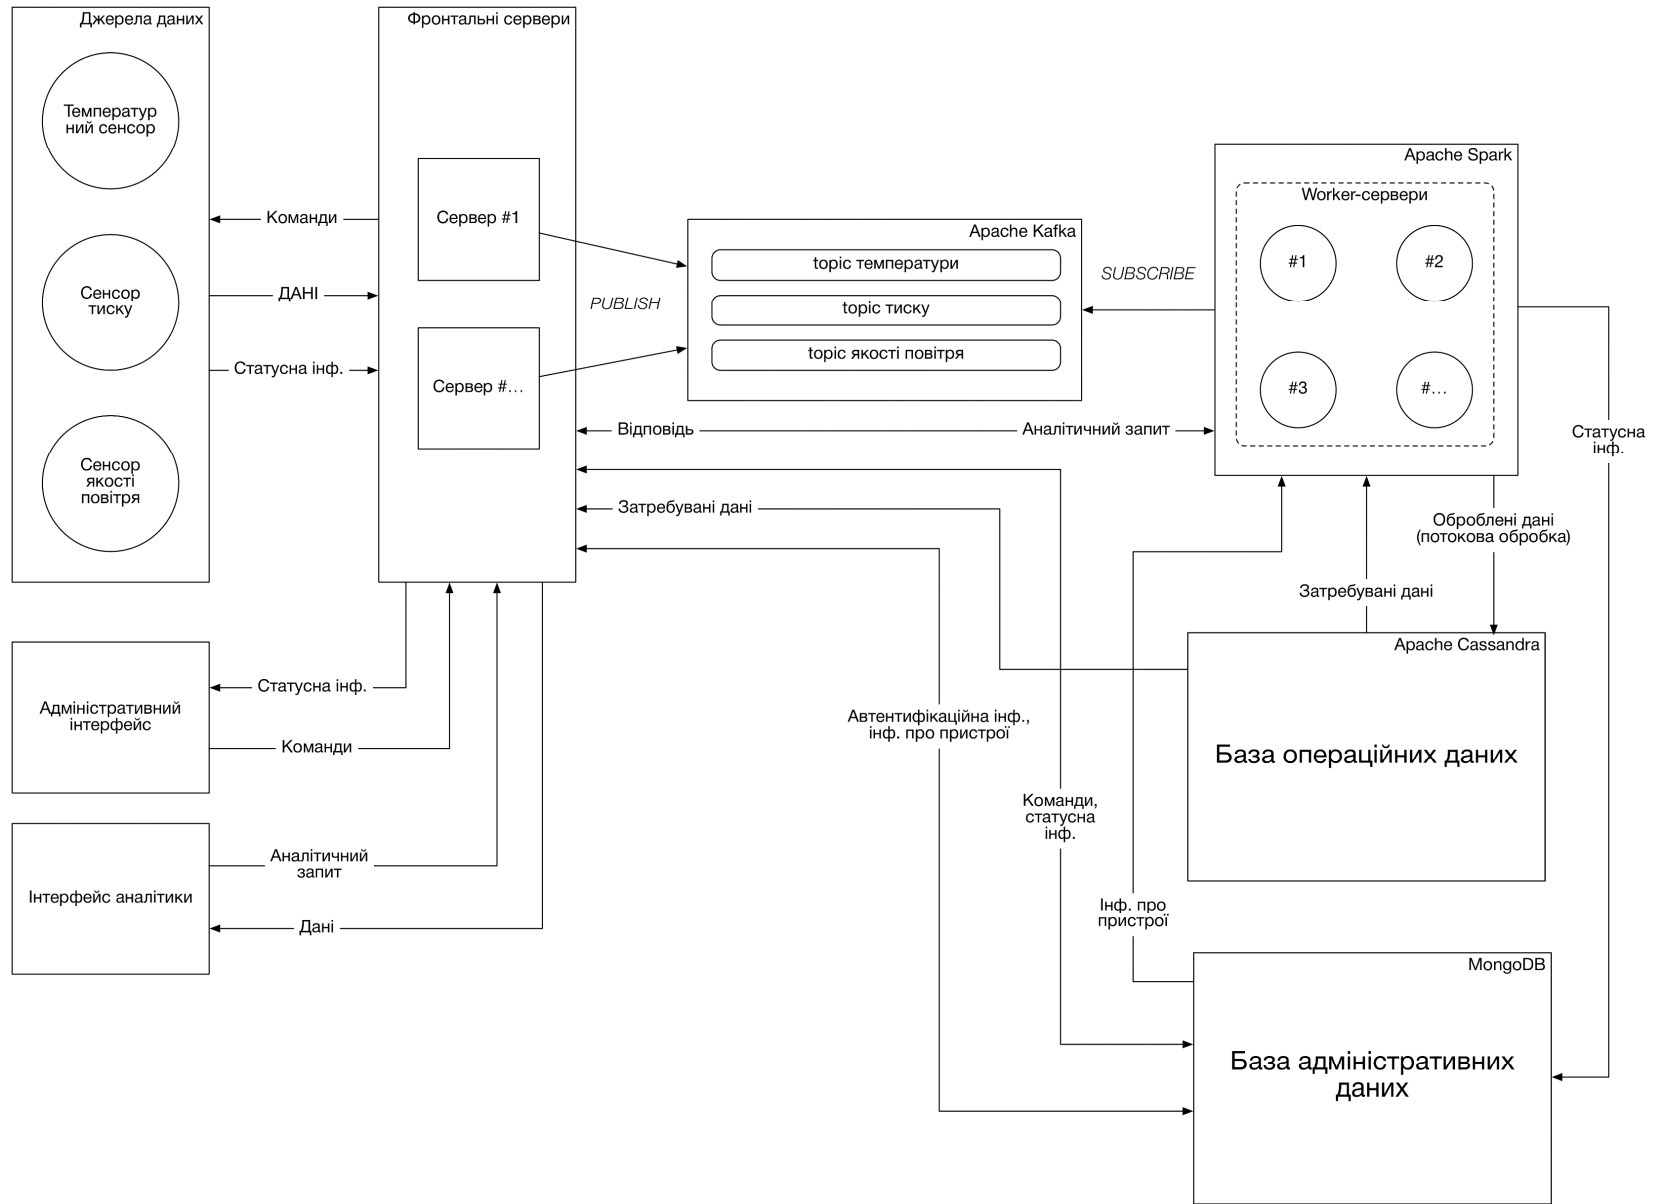 Джерела даних
Температур
ний сенсор
Сенсор
тиску
Сенсор
якості
повітря
Команди
ДАНІ
Статусна інф.
Фронтальні сервери
Сервер #1
Сервер #...
PUBLISH
Apache Kafka
topic температури
topic тиску
topic якості повітря
SUBSCRIBE
Apache Spark
Worker-сервери
#1
#2
#3
#...
Відповідь
Аналітичний запит
Затребувані дані
Статусна
інф.
Оброблені дані
(потокова обробка)
Затребувані дані
Apache Cassandra
База операційних даних
Адміністративний
інтерфейс
Статусна інф.
Команди
Інтерфейс аналітики
Аналітичний
запит
Дані
Автентифікаційна інф.,
інф. про пристрої
Команди,
статусна
інф.
Інф. про
пристрої
MongoDB
База адміністративних
даних